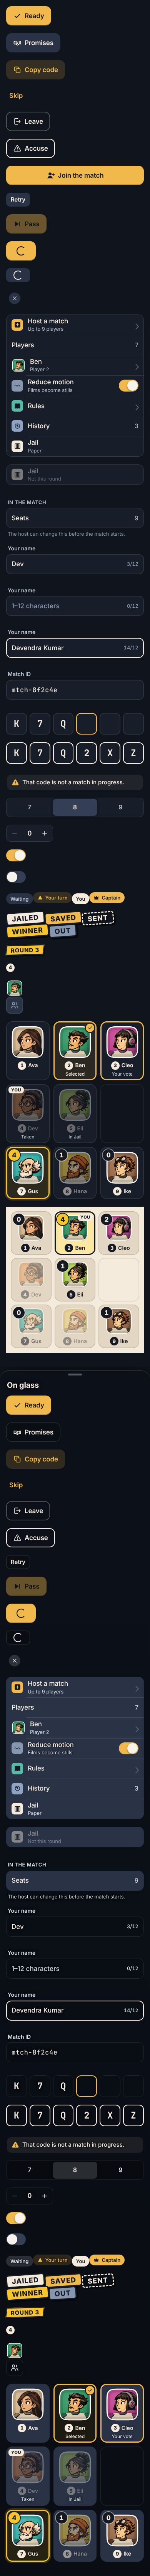 Ready
Promises
Copy code
Skip
Leave
Accuse
Join the match
Retry
Pass
Host a match
Up to 9 players
Players 7
Ben
Player 2
Reduce motion
Films become stills
Rules
History 3
Jail
Paper
Jail
Not this round
IN THE MATCH
Seats 9
The host can change this before the match starts.
Your name
Dev 3/12
Your name
1–12 characters 0/12
Your name
Devendra Kumar 14/12
Match ID
mtch-8f2c4e
K 7 Q
K 7 Q 2 X Z
That code is not a match in progress.
7 8 9
− 0 +
Waiting Your turn You Captain
JAILED SAVED SENT
WINNER OUT
ROUND 3
4
1 Ava 2 Ben 3 Cleo
Selected Your vote
YOU
4 Dev 5 Eli
Taken In Jail
4 1 0
7 Gus 8 Hana 9 Ike
0 4 YOU 2
1 Ava 2 Ben 3 Cleo
1
4 Dev 5 Eli
0 1
7 Gus 8 Hana 9 Ike
On glass
Ready
Promises
Copy code
Skip
Leave
Accuse
Retry
Pass
Host a match
Up to 9 players
Players 7
Ben
Player 2
Reduce motion
Films become stills
Rules
History 3
Jail
Paper
Jail
Not this round
IN THE MATCH
Seats 9
The host can change this before the match starts.
Your name
Dev 3/12
Your name
1–12 characters 0/12
Your name
Devendra Kumar 14/12
Match ID
mtch-8f2c4e
K 7 Q
K 7 Q 2 X Z
That code is not a match in progress.
7 8 9
− 0 +
Waiting Your turn You Captain
JAILED SAVED SENT
WINNER OUT
ROUND 3
4
1 Ava 2 Ben 3 Cleo
Selected Your vote
YOU
4 Dev 5 Eli
Taken In Jail
4 1 0
7 Gus 8 Hana 9 Ike